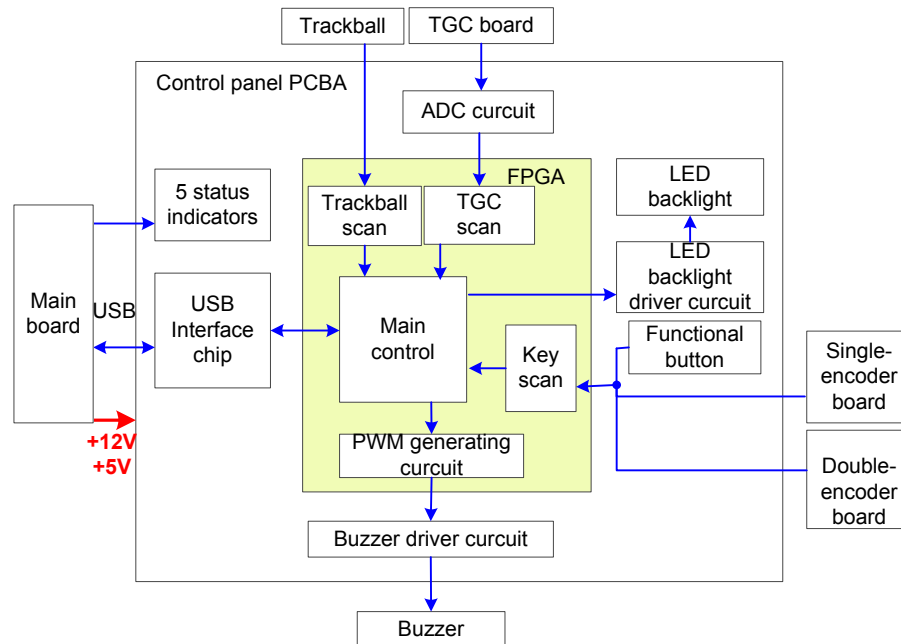 Trackball
TGC board
Control panel PCBA
ADC curcuit
FPGA
5 status
indicators
Trackball
scan
TGC
scan
LED
backlight
LED
backlight
driver curcuit
Main
board
USB
USB
Interface
chip
Main
control
Key
scan
Functional
button
Single-
encoder
board
+12V
+5V
PWM generating
curcuit
Double-
encoder
board
Buzzer driver curcuit
Buzzer